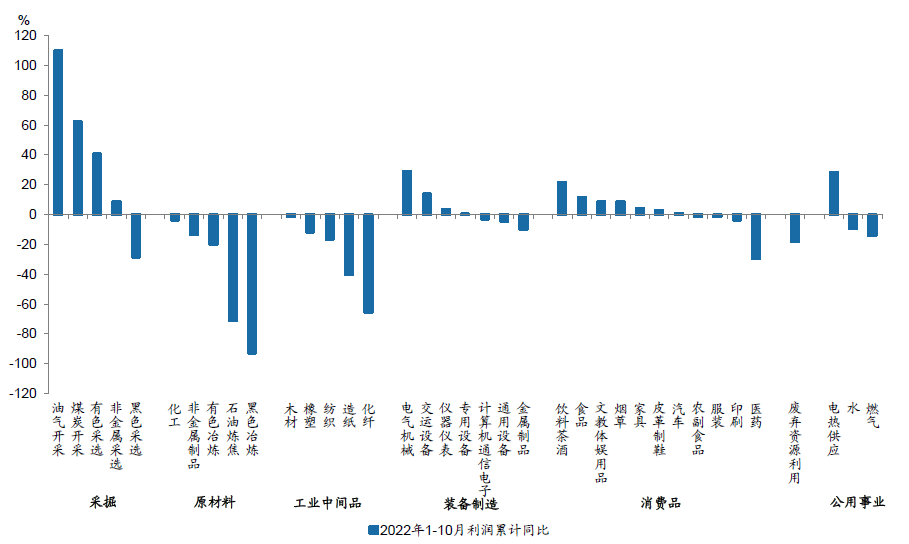 %
120
100
80
60
40
20
0
-20
-40
-60
-80
-100
-120
油气开采
煤炭开采
有色采选
非金属采选
黑色采选
化工
非金属制品
有色冶炼
石油炼焦
黑色冶炼
木材
橡塑
纺织
造纸
化纤
电气机械
交运设备
仪器仪表
专用设备
计算机通信电子
通用设备
金属制品
饮料茶酒
食品
文教体娱用品
烟草
家具
皮革制鞋
汽车
农副食品
服装
印刷
医药
废弃资源利用
电热供应
水
燃气
采掘
原材料
工业中间品
装备制造
消费品
公用事业
2022年1-10月利润累计同比